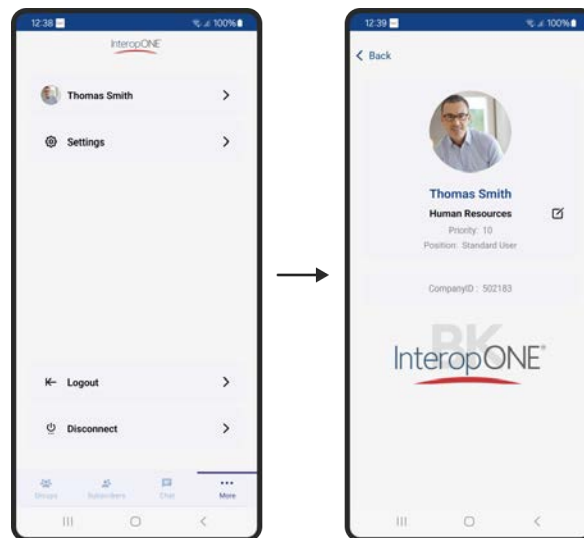 12:38
100%
InteropONE
Thomas Smith
Settings
Logout
Disconnect
Groups
Subscribers
Chat
More
12:39
100%
Back
Thomas Smith
Human Resources
Priority: 10
Position: Standard User
CompanyID : 502183
BK
InteropONE®